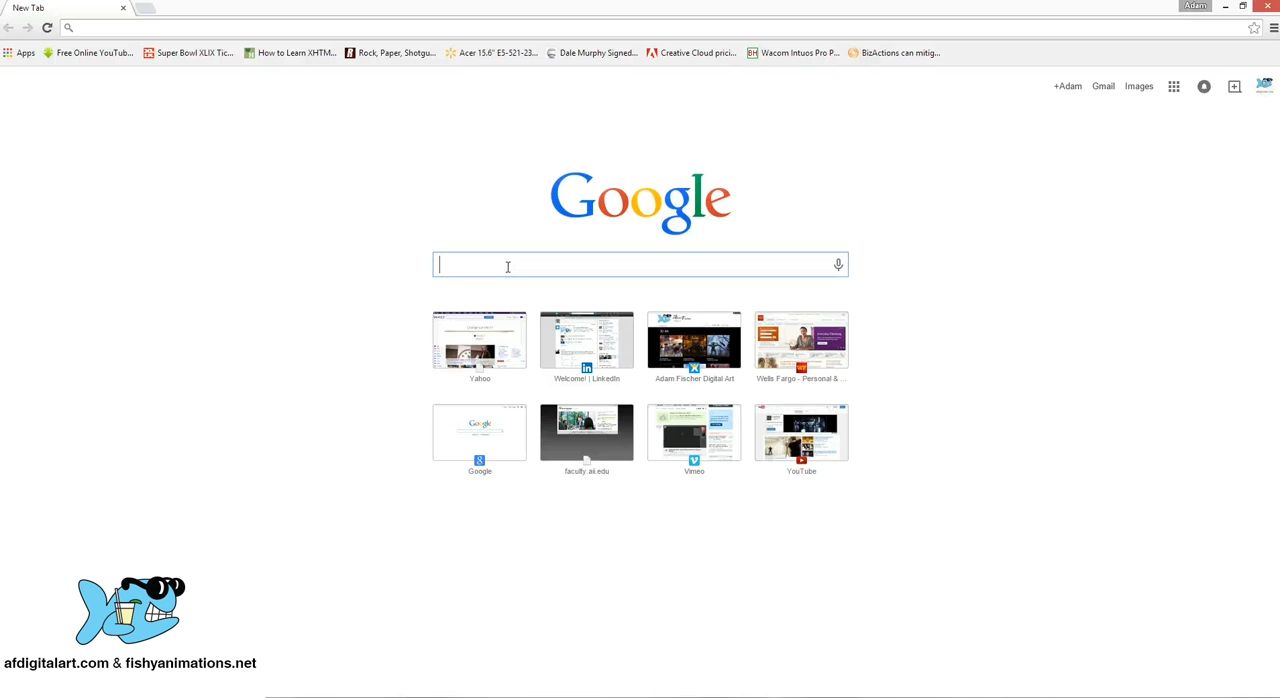 New Tab
Adam
Apps
Free Online YouTub...
Super Bowl XLIX Tic...
How to Learn XHTM...
Rock, Paper, Shotgu...
Acer 15.6" E5-521-23...
Dale Murphy Signed...
Creative Cloud prici...
Wacom Intuos Pro P...
BizActions can mitig...
+Adam
Gmail
Images
Google
Yahoo
Welcome! | LinkedIn
Adam Fischer Digital Art
Wells Fargo - Personal & ...
Google
faculty.aii.edu
Vimeo
YouTube
afdigitalart.com & fishyanimations.net